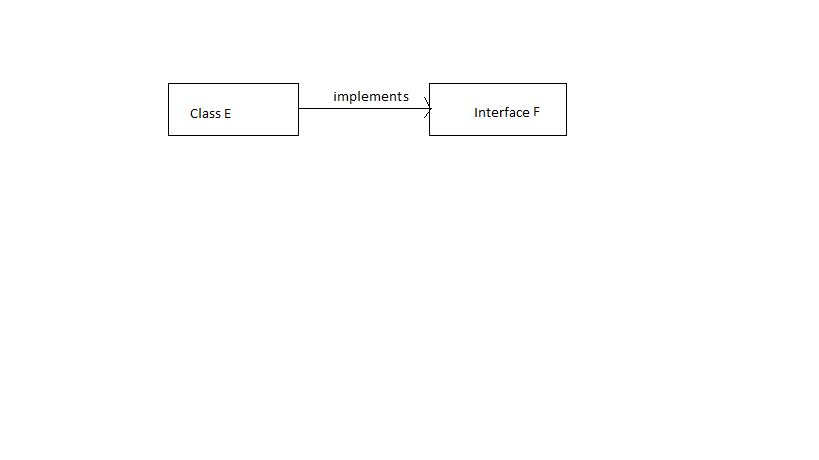 implements
Class E
Interface F